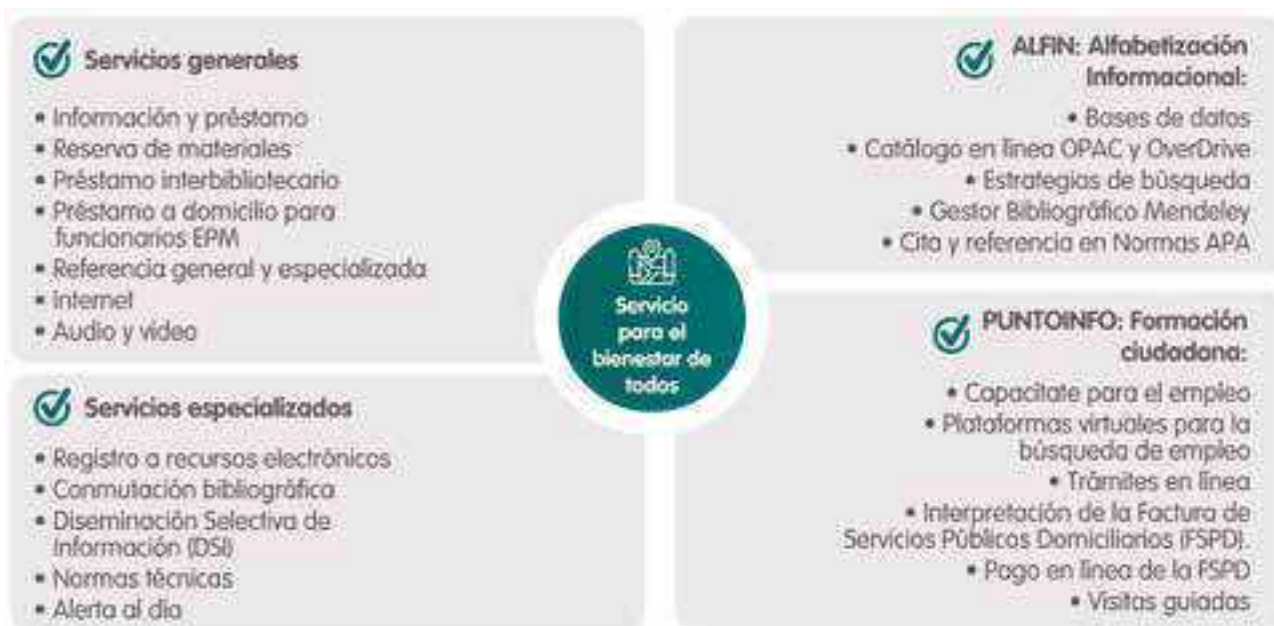 Servicios generales
• Información y préstamo
• Reserva de materiales
• Préstamo interbibliotecario
• Préstamo a domicilio para
funcionarios EPM
• Referencia general y especializada
• Internet
• Audio y video
Servicios especializados
• Registro a recursos electrónicos
• Conmutación bibliográfica
• Diseminación Selectiva de
Información (DSI)
• Normas técnicas
• Alerta al día
Servicio
para el
bienestar de
todos
ALFIN: Alfabetización
Informacional:
• Bases de datos
• Catálogo en línea OPAC y OverDrive
• Estrategias de búsqueda
• Gestor Bibliográfico Mendeley
• Cita y referencia en Normas APA
PUNTOINFO: Formación
ciudadana:
• Capacítate para el empleo
• Plataformas virtuales para la
búsqueda de empleo
• Trámites en línea
• Interpretación de la Factura de
Servicios Públicos Domiciliarios (FSPD).
• Pago en línea de la FSPD
• Visitas guiadas